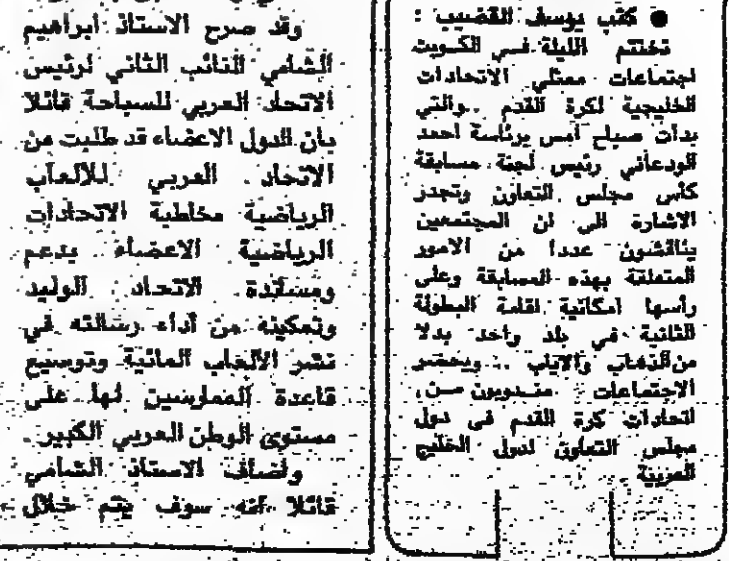 ● كتب يوسف القضيب :
تختتم الليلة فى الكويت
اجتماعات ممثلي الاتحادات
الخليجية لكرة القدم .. والتي
بدأت صباح امس برئاسة احمد
الودعاني رئيس لجنة مسابقة
كأس مجلس التعاون وتجدر
الاشارة الى ان المجتمعين
يناقشون عددا من الامور
المتعلقة بهذه المسابقة وعلى
رأسها امكانية اقامة البطولة
الثانية في بلد واحد بدلا
من الذهاب والاياب .. ويحضر
الاجتماعات مندوبون من
اتحادات كرة القدم فى دول
مجلس التعاون لدول الخليج
العربية
وقد صرح الاستاذ ابراهيم
الشامي النائب الثاني لرئيس
الاتحاد العربي للسباحة قائلا
بان الدول الاعضاء قد طلبت من
الاتحاد العربي للألعاب
الرياضية مخاطبة الاتحادات
الرياضية الاعضاء بدعم
ومساندة الاتحاد الوليد
وتمكينه من أداء رسالته في
نشر الألعاب المائية وتوسيع
قاعدة الممارسين لها على
مستوى الوطن العربي الكبير .
واضاف الاستاذ الشامي
قائلا انه سوف يتم خلال